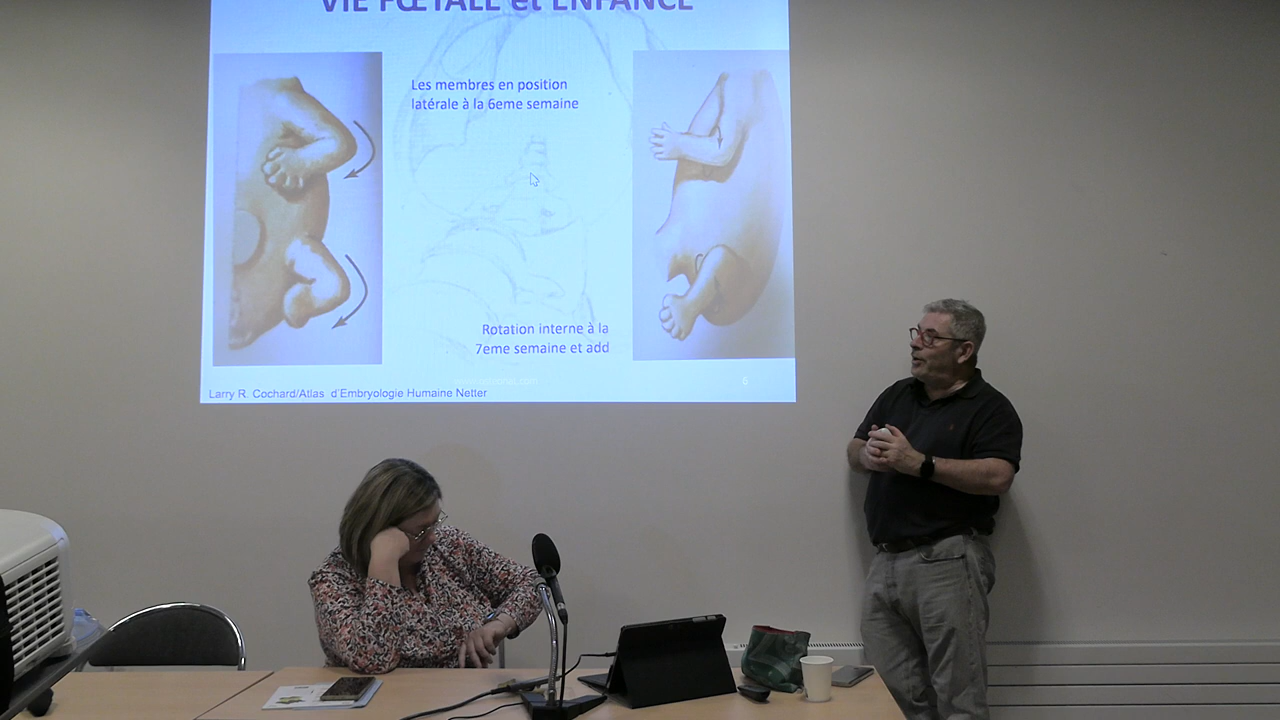 VIE FŒTALE et ENFANCE
Les membres en position
latérale à la 6eme semaine
Rotation interne à la
7eme semaine et add
6
Larry R. Cochard/Atlas d'Embryologie Humaine Netter